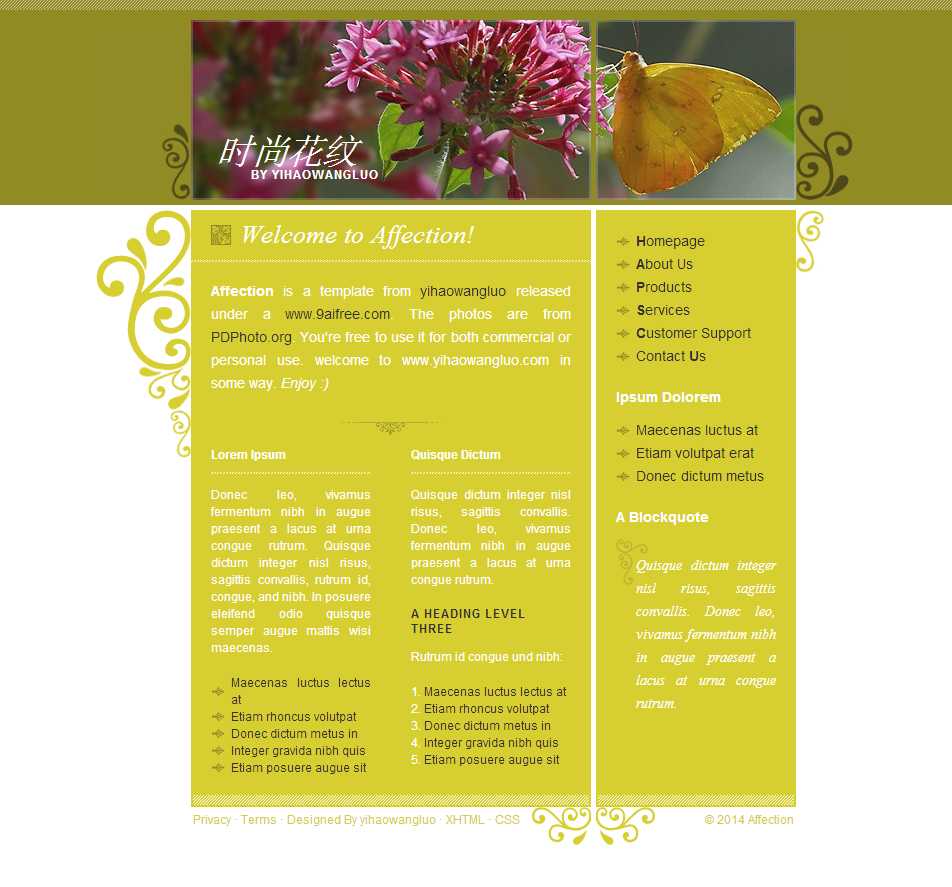 时尚花纹
BY YIHAOWANGLUO
Welcome to Affection!
Affection is a template from yihaowangluo released
under a www.9aifree.com. The photos are from
PDPhoto.org. You're free to use it for both commercial or
personal use. welcome to www.yihaowangluo.com in
some way. Enjoy :)
Lorem Ipsum
Donec leo, vivamus
fermentum nibh in augue
praesent a lacus at urna
congue rutrum. Quisque
dictum integer nisl risus,
sagittis convallis, rutrum id,
congue, and nibh. In posuere
eleifend odio quisque
semper augue mattis wisi
maecenas.
Maecenas luctus lectus
at
Etiam rhoncus volutpat
Donec dictum metus in
Integer gravida nibh quis
Etiam posuere augue sit
Quisque Dictum
Quisque dictum integer nisl
risus, sagittis convallis.
Donec leo, vivamus
fermentum nibh in augue
praesent a lacus at urna
congue rutrum.
A HEADING LEVEL
THREE
Rutrum id congue und nibh:
1. Maecenas luctus lectus at
2. Etiam rhoncus volutpat
3. Donec dictum metus in
4. Integer gravida nibh quis
5. Etiam posuere augue sit
Homepage
About Us
Products
Services
Customer Support
Contact Us
Ipsum Dolorem
Maecenas luctus at
Etiam volutpat erat
Donec dictum metus
A Blockquote
Quisque dictum integer
nisl risus, sagittis
convallis. Donec leo,
vivamus fermentum nibh
in augue praesent a
lacus at urna congue
rutrum.
Privacy · Terms · Designed By yihaowangluo · XHTML · CSS
© 2014 Affection